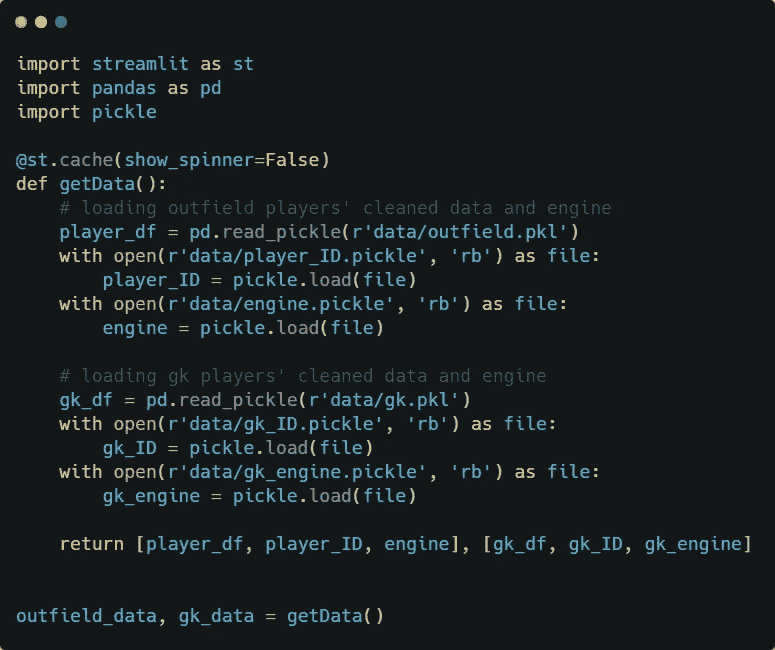 import streamlit as st
import pandas as pd
import pickle

@st.cache(show_spinner=False)
def getData():
    # loading outfield players' cleaned data and engine
    player_df = pd.read_pickle(r'data/outfield.pkl')
    with open(r'data/player_ID.pickle', 'rb') as file:
        player_ID = pickle.load(file)
    with open(r'data/engine.pickle', 'rb') as file:
        engine = pickle.load(file)

    # loading gk players' cleaned data and engine
    gk_df = pd.read_pickle(r'data/gk.pkl')
    with open(r'data/gk_ID.pickle', 'rb') as file:
        gk_ID = pickle.load(file)
    with open(r'data/gk_engine.pickle', 'rb') as file:
        gk_engine = pickle.load(file)

    return [player_df, player_ID, engine], [gk_df, gk_ID, gk_engine]


outfield_data, gk_data = getData()